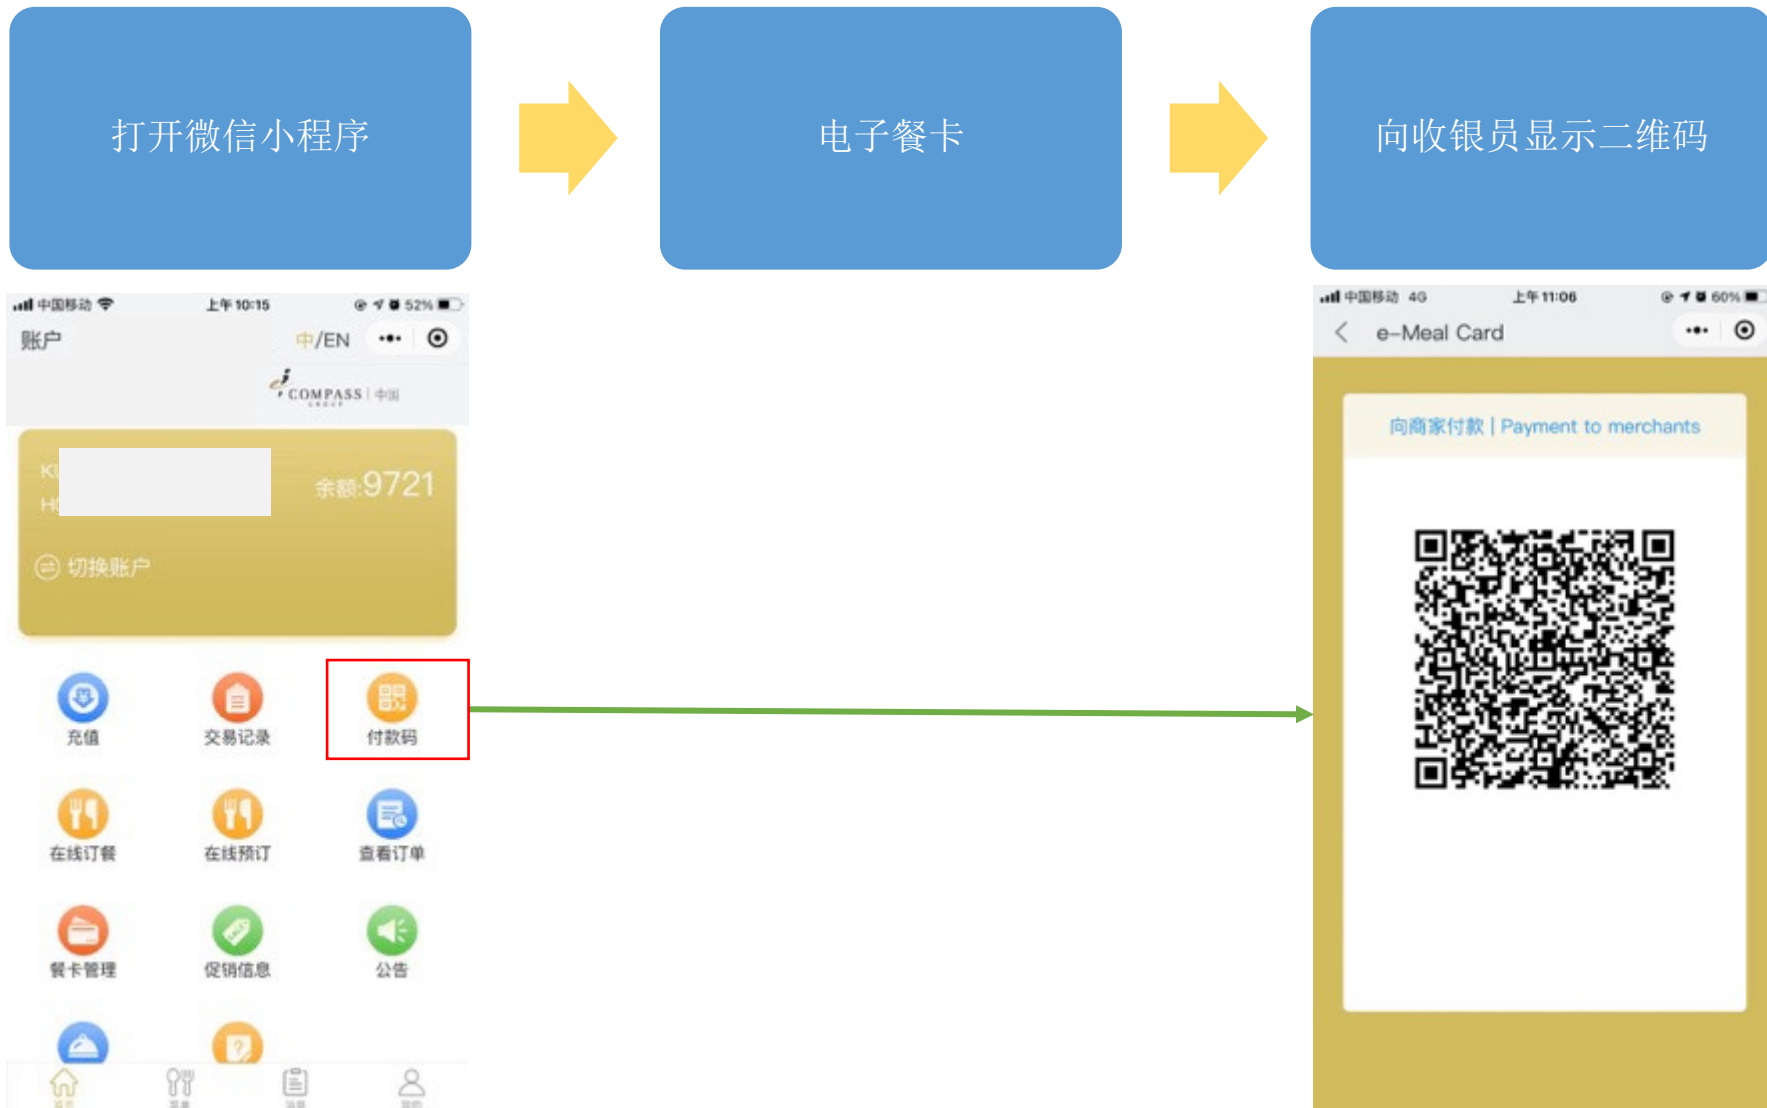 打开微信小程序
电子餐卡
向收银员显示二维码
中国移动
上午10:15
52%
账户
中/EN
COMPASS 中国
GROUP
余额:9721
切换账户
充值
交易记录
付款码
在线订餐
在线预订
查看订单
餐卡管理
促销信息
公告
中国移动 4G
上午11:06
60%
e-Meal Card
向商家付款 | Payment to merchants